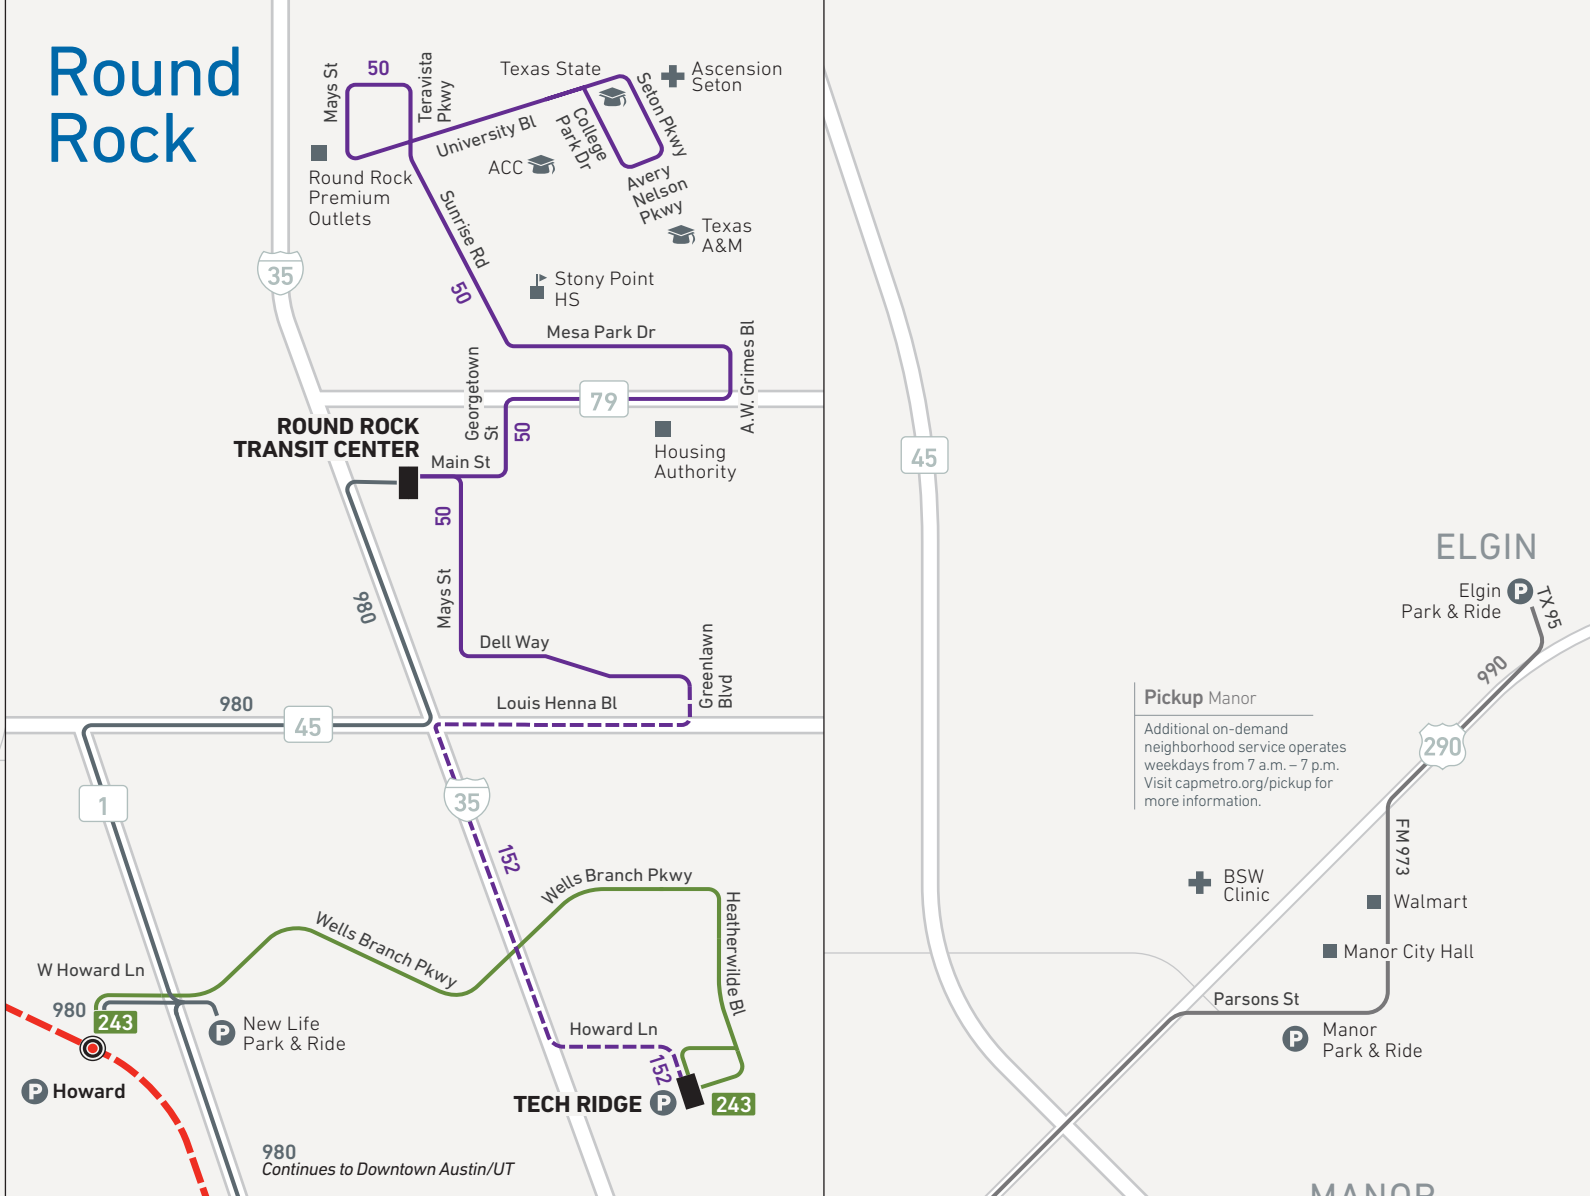 Round
Rock
Mays St
50
Teravista
Pkwy
Texas State
Seton Pkwy
Ascension
Seton
University Bl
College
Park Dr
ACC
Avery
Nelson
Pkwy
Round Rock
Premium
Outlets
Sunrise Rd
Texas
A&M
35
50
Stony Point
HS
Mesa Park Dr
A.W. Grimes Bl
Georgetown
St
79
50
ROUND ROCK
TRANSIT CENTER
Main St
Housing
Authority
50
980
Mays St
Dell Way
Greenlawn
Blvd
980
45
Louis Henna Bl
1
35
152
Wells Branch Pkwy
Wells Branch Pkwy
Heatherwilde Bl
W Howard Ln
980
243
New Life
Park & Ride
Howard Ln
152
P
P Howard
TECH RIDGE P
243
980
Continues to Downtown Austin/UT
45
ELGIN
Elgin
Park & Ride
P
TX 95
990
290
Pickup Manor
Additional on-demand
neighborhood service operates
weekdays from 7 a.m. – 7 p.m.
Visit capmetro.org/pickup for
more information.
FM 973
BSW
Clinic
Walmart
Manor City Hall
Parsons St
P
Manor
Park & Ride
MANOR